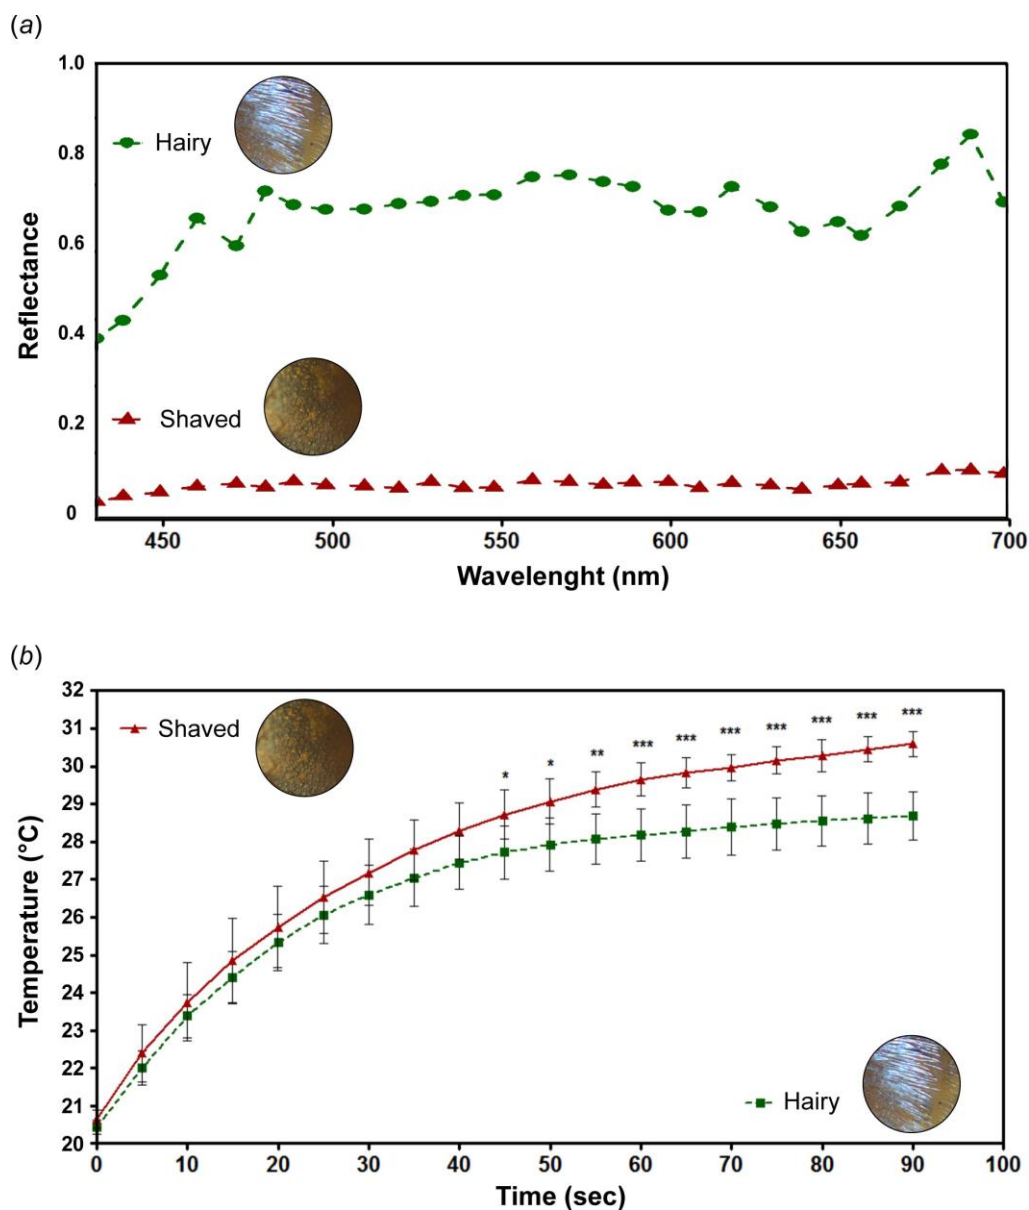 (a)
1.0
Hairy
0.8
0.6
Reflectance
0.4
Shaved
0.2
0
450 500 550 600 650 700
Wavelenght (nm)
(b)
32
Shaved
31
* * ** *** *** *** *** *** *** ***
30
29
28
27
26
Temperature (°C)
25
24
23
22
Hairy
21
20
0 10 20 30 40 50 60 70 80 90 100
Time (sec)